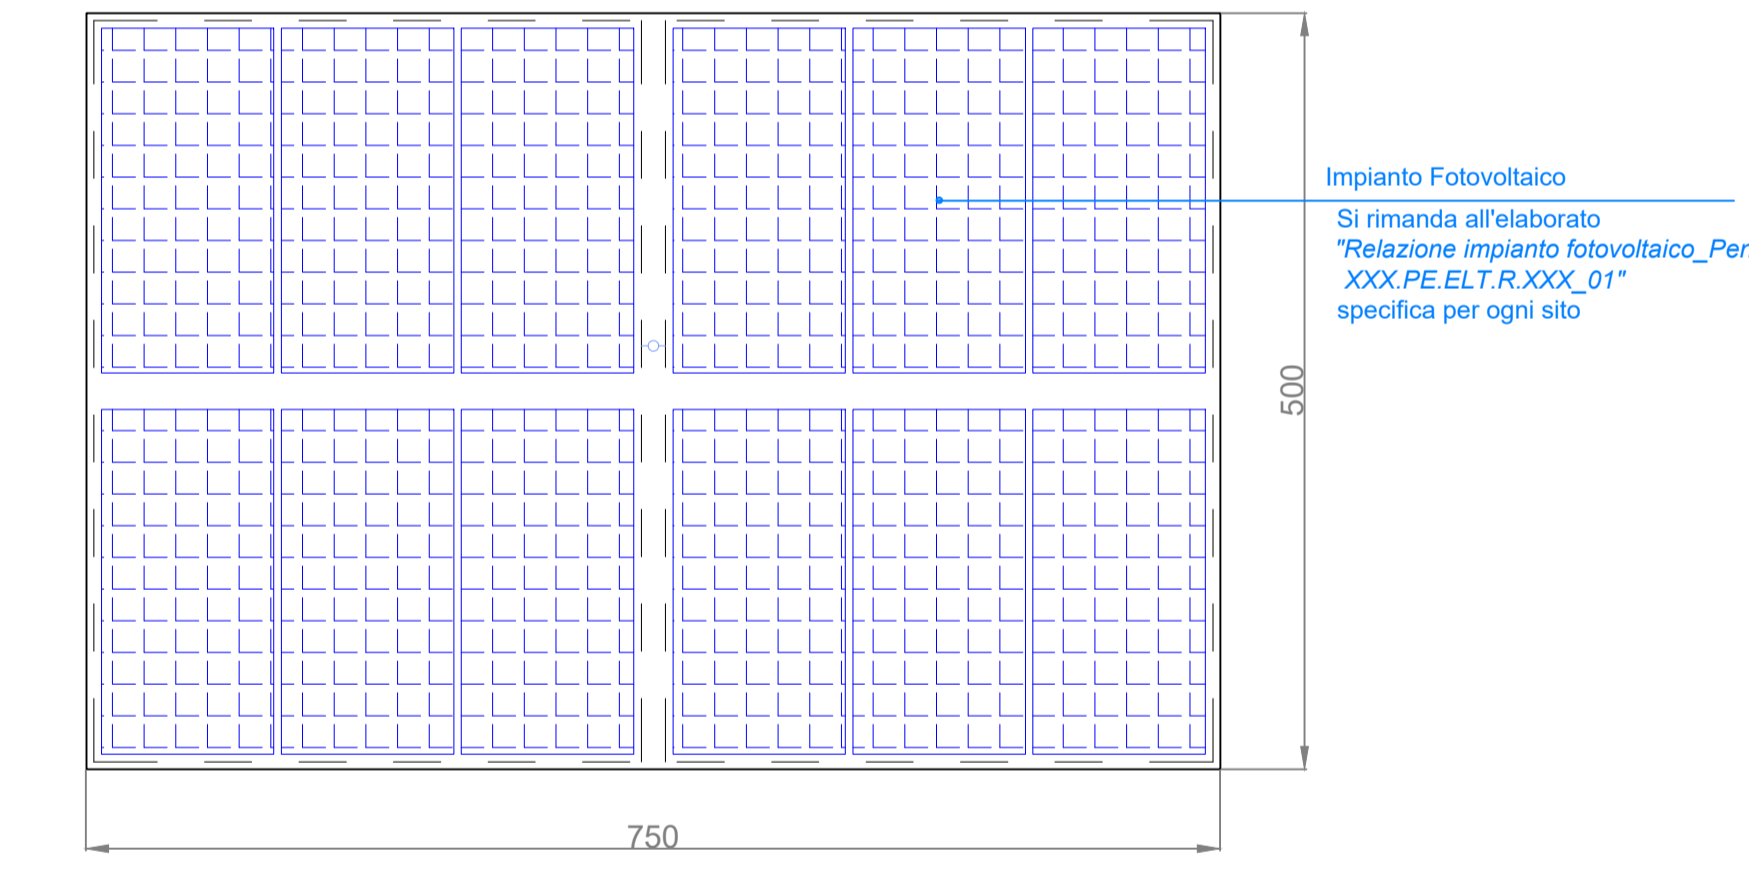 Impianto Fotovoltaico
Si rimanda all'elaborato
"Relazione impianto fotovoltaico_Per
XXX.PE.ELT.R.XXX_01"
specifica per ogni sito
500
750